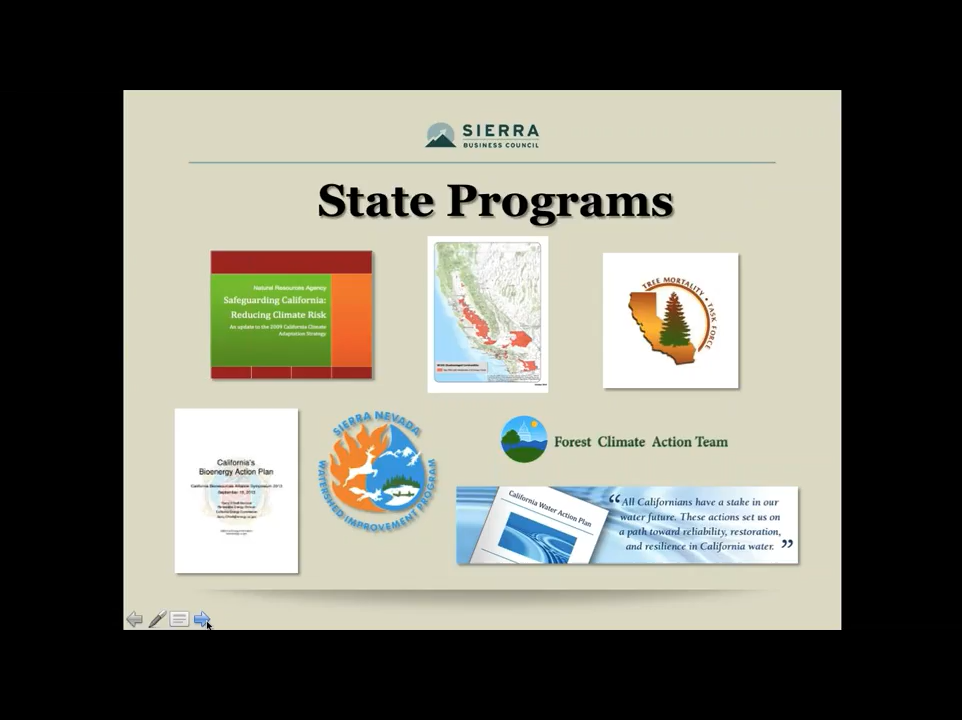 SIERRA
BUSINESS COUNCIL
State Programs
Natural Resources Agency
Safeguarding California:
Reducing Climate Risk
An update to the 2009 California Climate
Adaptation Strategy
TREE MORTALITY • TASK FORCE
California's
Bioenergy Action Plan
SIERRA NEVADA
WATERSHED IMPROVEMENT PROGRAM
Forest Climate Action Team
California Water Action Plan
“All Californians have a stake in our
water future. These actions set us on
a path toward reliability, restoration,
and resilience in California water. ”